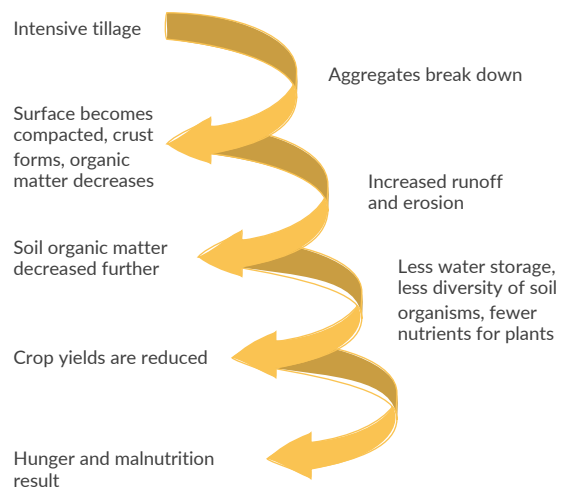 Intensive tillage
Aggregates break down
Surface becomes
compacted, crust
forms, organic
matter decreases
Increased runoff
and erosion
Soil organic matter
decreased further
Less water storage,
less diversity of soil
organisms, fewer
nutrients for plants
Crop yields are reduced
Hunger and malnutrition
result